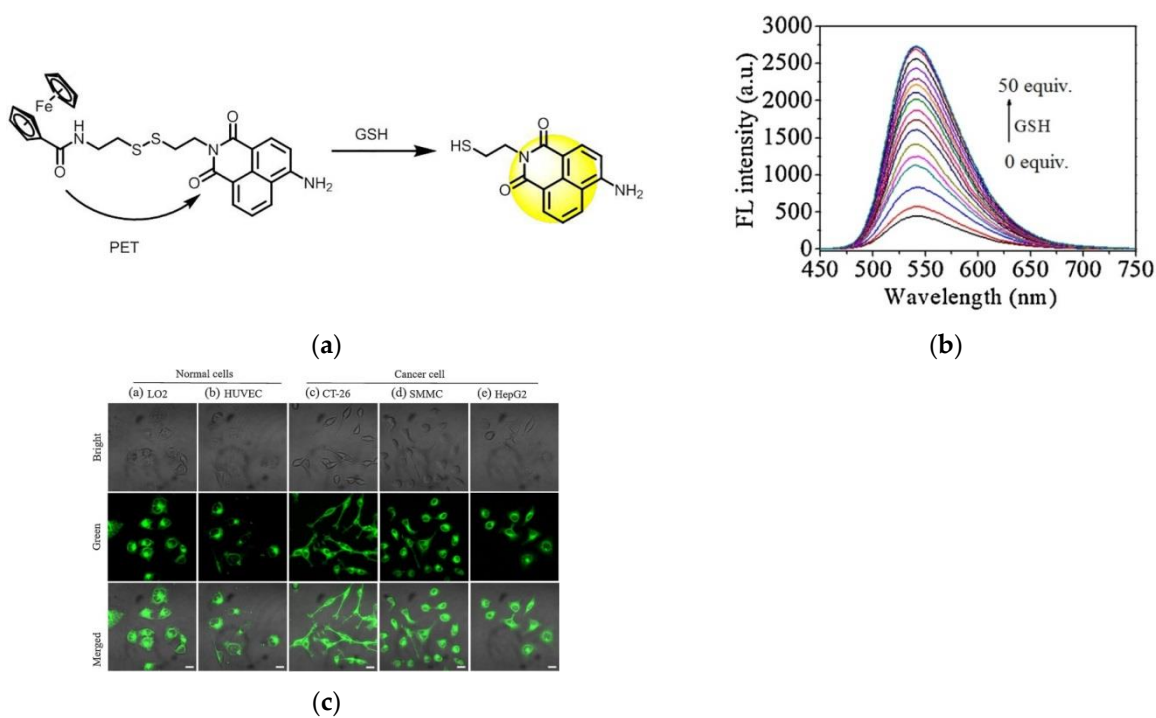 Fe
O
N
H
S
S
O
N
O
NH2
PET
GSH
HS
O
N
O
NH2
(a)
FL intensity (a.u.)
3000
2500
2000
1500
1000
500
0
50 equiv.
GSH
0 equiv.
450 500 550 600 650 700 750
Wavelength (nm)
(b)
Normal cells Cancer cell
(a) LO2 (b) HUVEC (c) CT-26 (d) SMMC (e) HepG2
Bright
Green
Merged
(c)